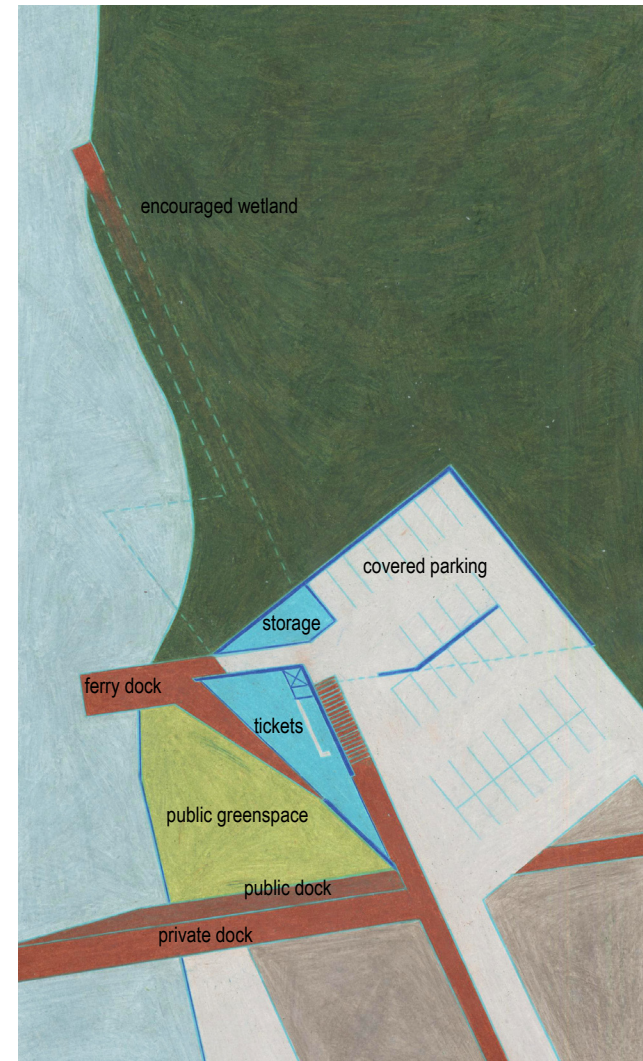 encouraged wetland
covered parking
storage
ferry dock
tickets
public greenspace
public dock
private dock